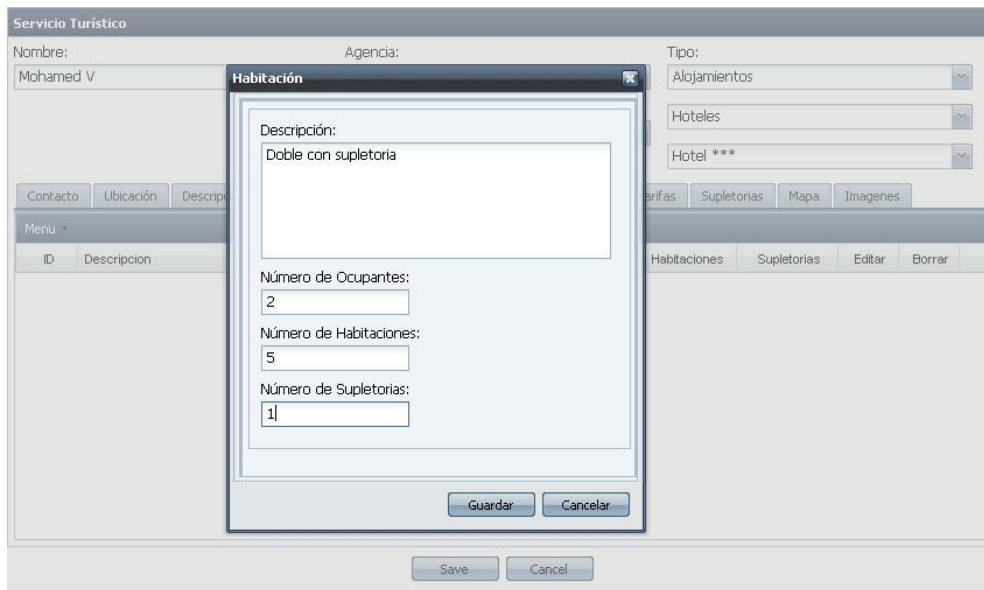 Servicio Turístico
Nombre: Agencia: Tipo:
Mohamed V
Alojamientos
Hoteles
Hotel ***
Habitación
Descripción:
Doble con supletoria
Número de Ocupantes:
2
Número de Habitaciones:
5
Número de Supletorias:
1
Guardar Cancelar
Contacto Ubicación Supletorias Mapa Imagenes
Menu
ID Descripcion Habitaciones Supletorias Editar Borrar
Save Cancel